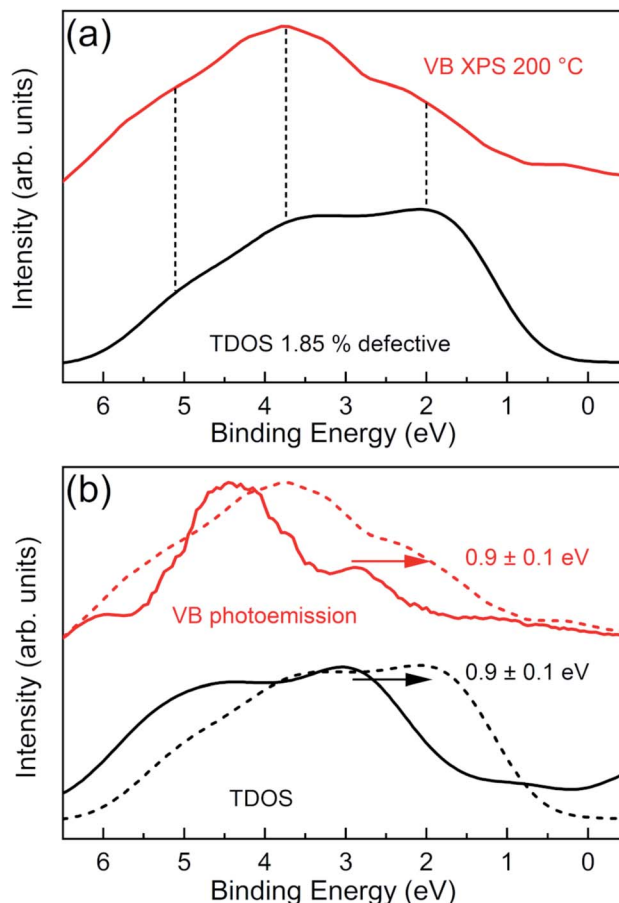 (a)
VB XPS 200 °C
TDOS 1.85 % defective
Intensity (arb. units)
6 5 4 3 2 1 0
Binding Energy (eV)
(b)
0.9 ± 0.1 eV
VB photoemission
0.9 ± 0.1 eV
TDOS
Intensity (arb. units)
6 5 4 3 2 1 0
Binding Energy (eV)